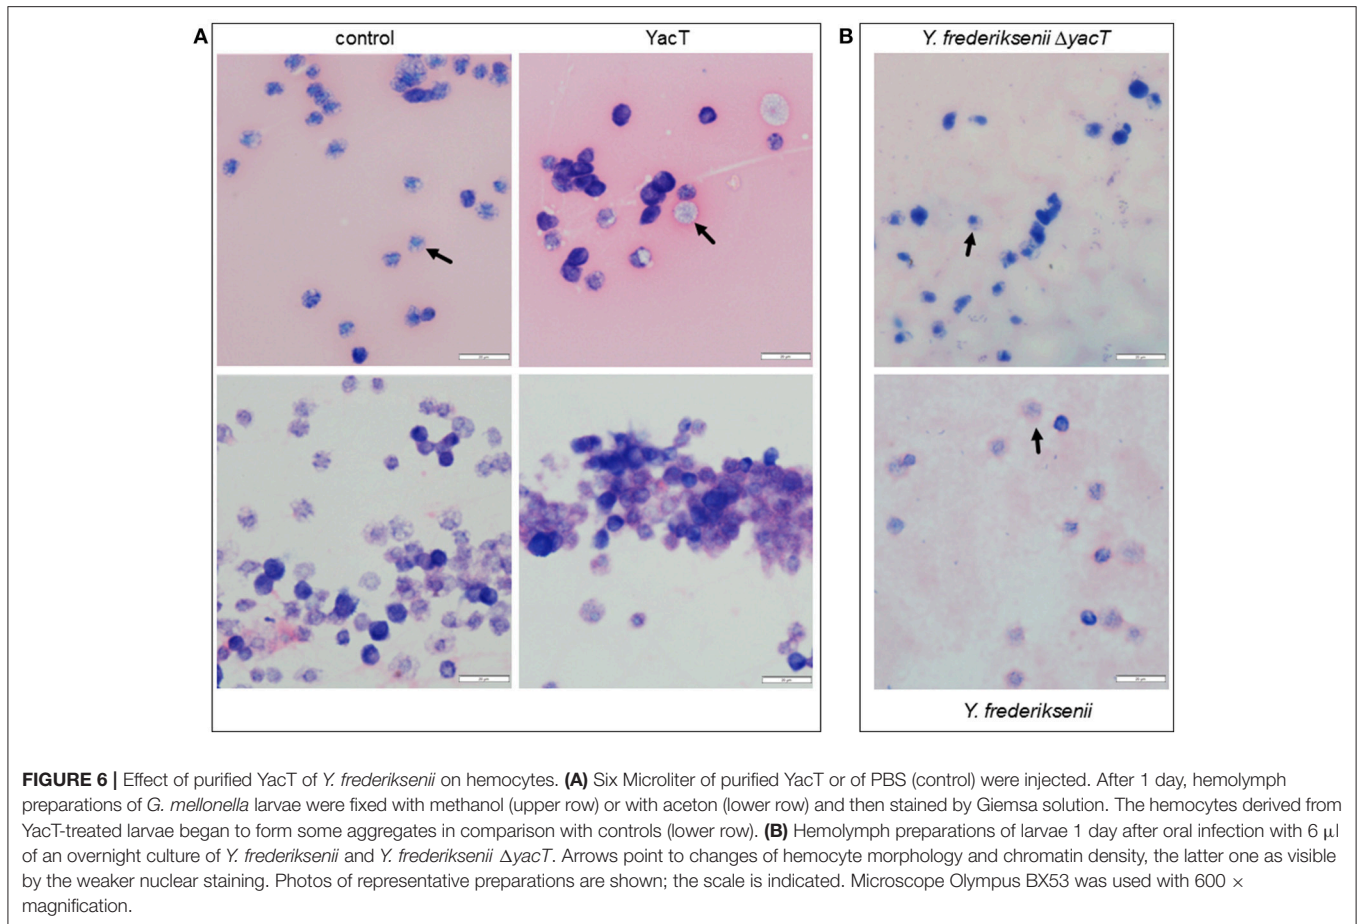 A
control
YacT
B
Y. frederiksenii ΔyacT
Y. frederiksenii
FIGURE 6 | Effect of purified YacT of Y. frederiksenii on hemocytes. (A) Six Microliter of purified YacT or of PBS (control) were injected. After 1 day, hemolymph
preparations of G. mellonella larvae were fixed with methanol (upper row) or with aceton (lower row) and then stained by Giemsa solution. The hemocytes derived from
YacT-treated larvae began to form some aggregates in comparison with controls (lower row). (B) Hemolymph preparations of larvae 1 day after oral infection with 6 μl
of an overnight culture of Y. frederiksenii and Y. frederiksenii ΔyacT. Arrows point to changes of hemocyte morphology and chromatin density, the latter one as visible
by the weaker nuclear staining. Photos of representative preparations are shown; the scale is indicated. Microscope Olympus BX53 was used with 600 ×
magnification.